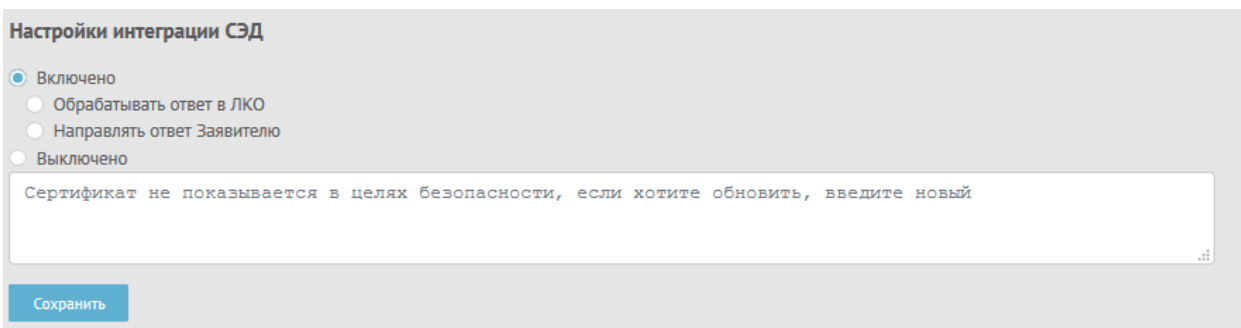 Настройки интеграции СЭД
Включено
Обрабатывать ответ в ЛКО
Направлять ответ Заявителю
Выключено
Сертификат не показывается в целях безопасности, если хотите обновить, введите новый
Сохранить